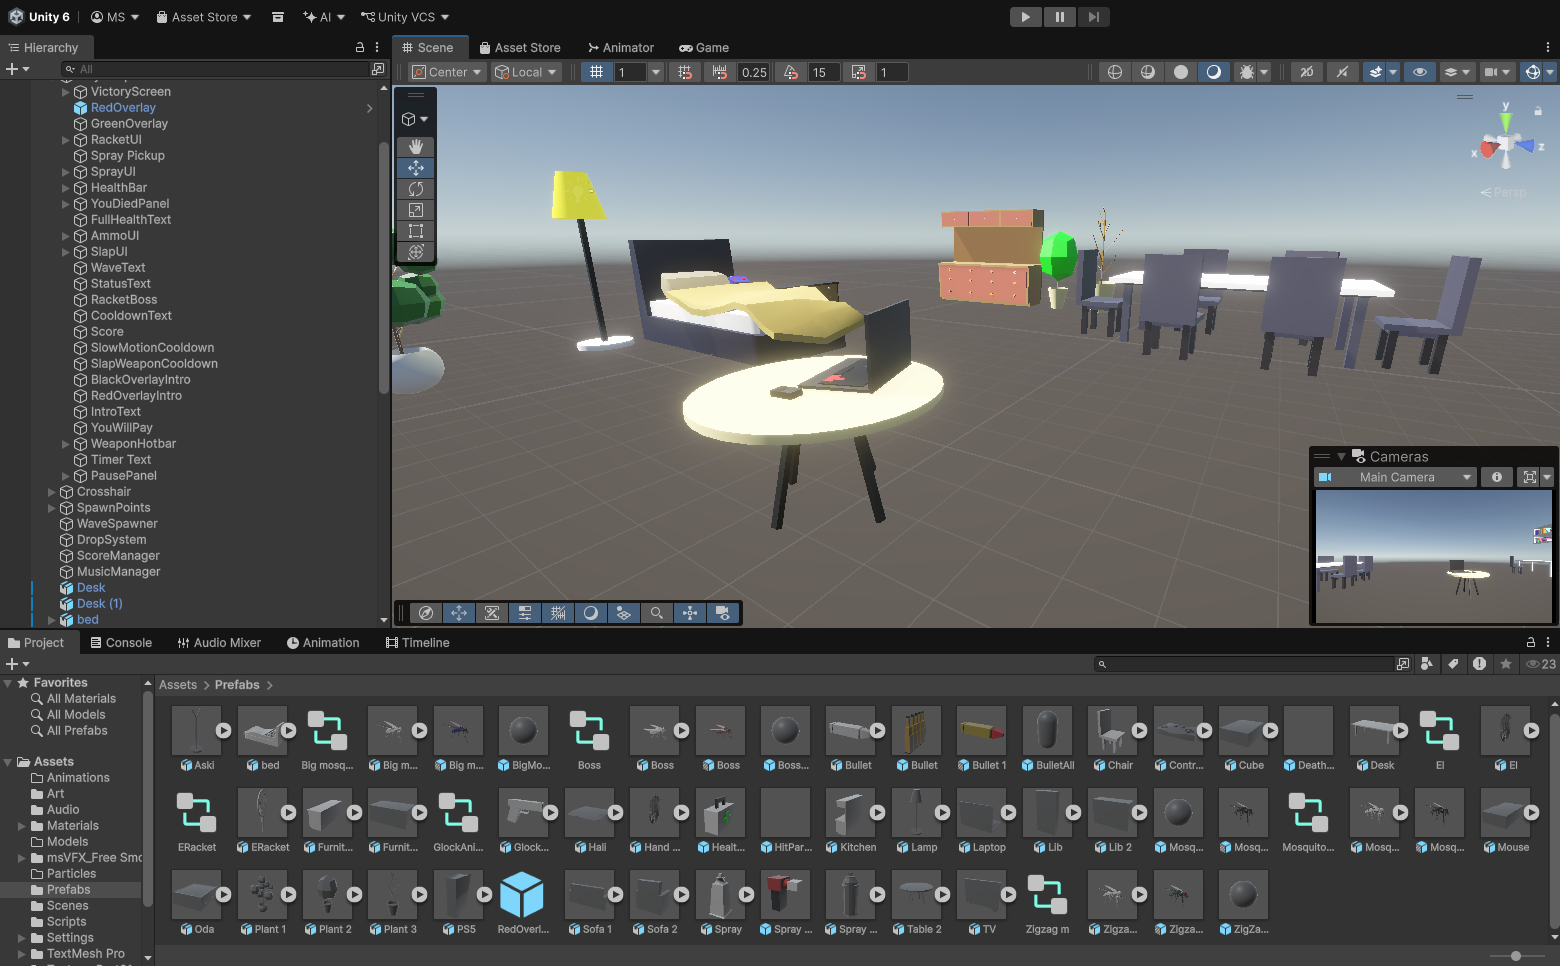 Unity 6 MS Asset Store AI Unity VCS
Hierarchy
All
VictoryScreen
RedOverlay
GreenOverlay
RacketUI
Spray Pickup
SprayUI
HealthBar
YouDiedPanel
FullHealthText
AmmoUI
SlapUI
WaveText
StatusText
RacketBoss
CooldownText
Score
SlowMotionCooldown
SlapWeaponCooldown
BlackOverlayIntro
RedOverlayIntro
IntroText
YouWillPay
WeaponHotbar
Timer Text
PausePanel
Crosshair
SpawnPoints
WaveSpawner
DropSystem
ScoreManager
MusicManager
Desk
Desk (1)
bed
Scene Asset Store Animator Game
Center Local 1 0.25 15 1 2D
y
x z
Persp
Cameras
Main Camera
Project Console Audio Mixer Animation Timeline
23
Favorites
All Materials
All Models
All Prefabs
Assets
Animations
Art
Audio
Materials
Models
msVFX_Free Smo
Particles
Prefabs
Scenes
Scripts
Settings
TextMesh Pro
Assets > Prefabs >
Aski bed Big mosq... Big m... Big m... BigMo... Boss Boss Boss Boss... Bullet Bullet Bullet 1 BulletAll Chair Contr... Cube Death... Desk El El
ERacket ERacket Furnit... Furnit... GlockAni... Glock... Hali Hand ... Healt... HitPar... Kitchen Lamp Laptop Lib Lib 2 Mosq... Mosq... Mosquito... Mosq... Mosq... Mouse
Oda Plant 1 Plant 2 Plant 3 PS5 RedOverl... Sofa 1 Sofa 2 Spray Spray ... Spray ... Table 2 TV Zigzag m Zigza... Zigza... ZigZa...